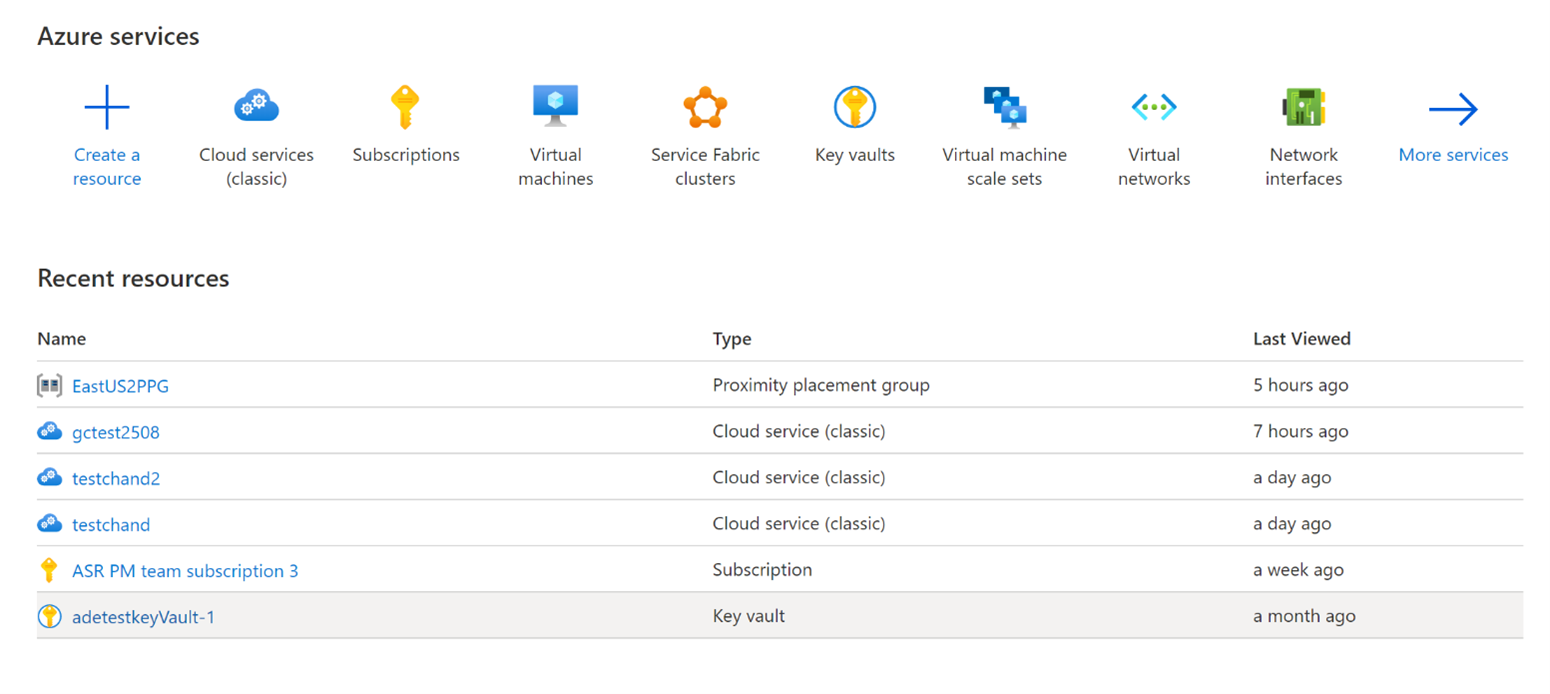 Azure services
Create a Cloud services Subscriptions Virtual Service Fabric Key vaults Virtual machine Virtual Network More services
resource (classic) machines clusters scale sets networks interfaces
Recent resources
Name Type Last Viewed
EastUS2PPG Proximity placement group 5 hours ago
gctest2508 Cloud service (classic) 7 hours ago
testchand2 Cloud service (classic) a day ago
testchand Cloud service (classic) a day ago
ASR PM team subscription 3 Subscription a week ago
adetestkeyVault-1 Key vault a month ago